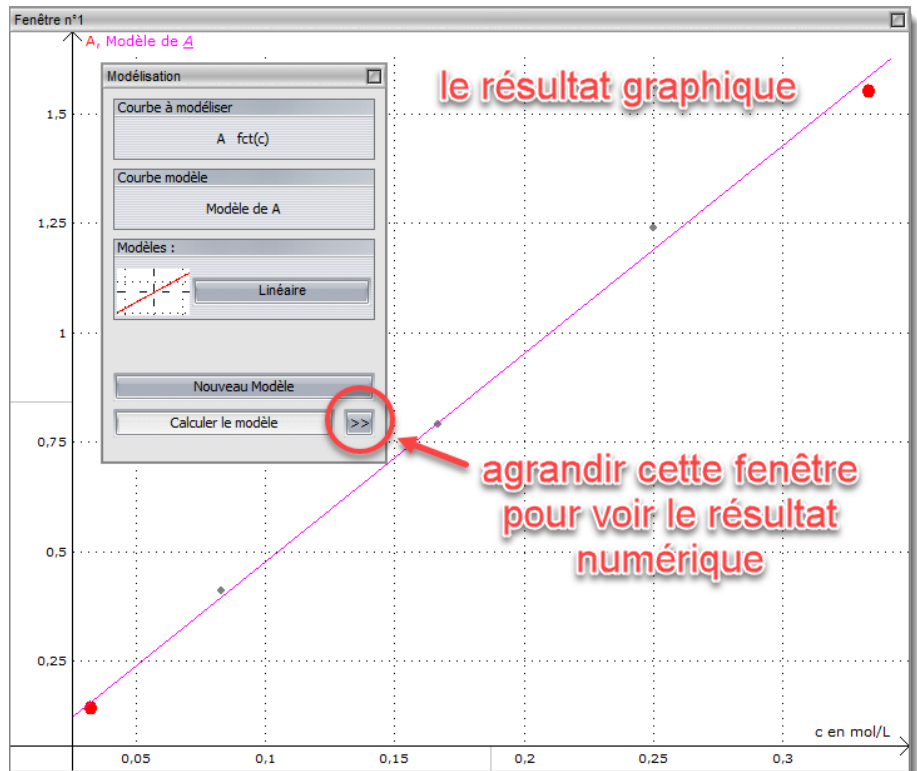 Fenêtre n°1
A, Modèle de A
Modélisation
le résultat graphique
Courbe à modéliser
A fct(c)
Courbe modèle
Modèle de A
Modèles :
Linéaire
Nouveau Modèle
Calculer le modèle >>
agrandir cette fenêtre
pour voir le résultat
numérique
1,5
1,25
1
0,75
0,5
0,25
c en mol/L
0,05 0,1 0,15 0,2 0,25 0,3